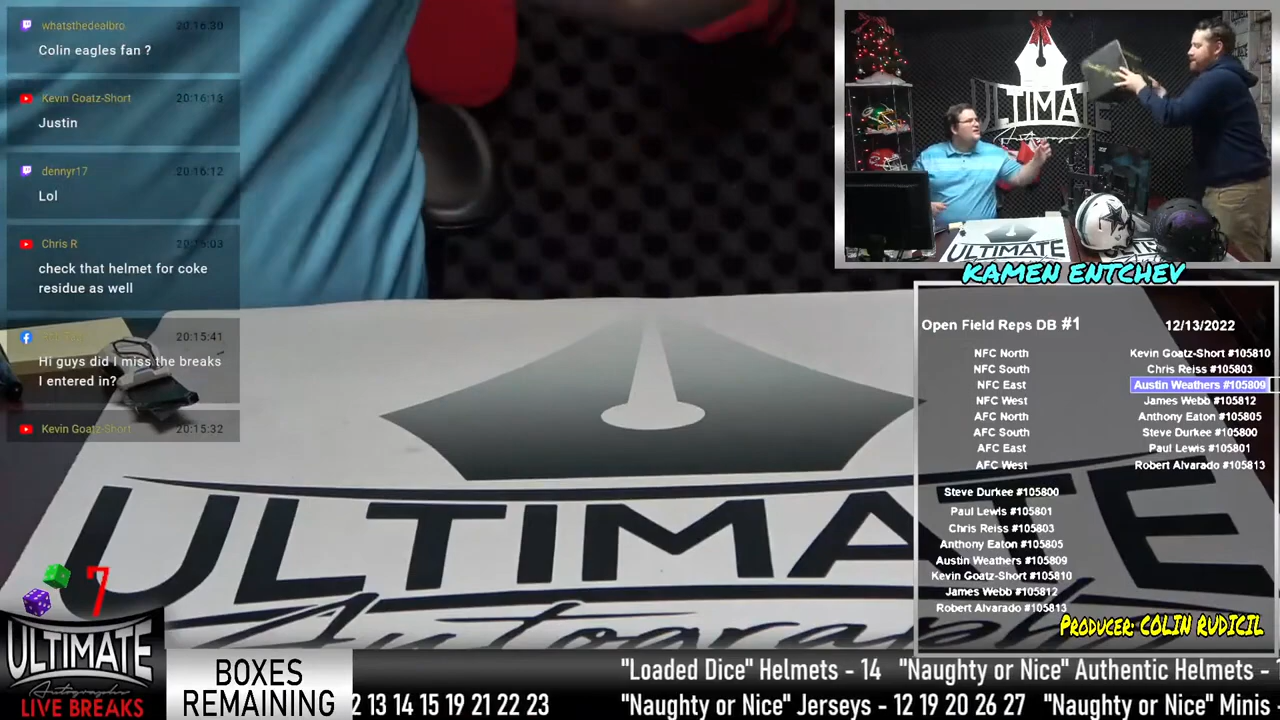 whatsthedealbro 20:16:30
Colin eagles fan ?
Kevin Goatz-Short 20:16:13
Justin
dennyr17 20:16:12
Lol
Chris R 20:15:03
check that helmet for coke
residue as well
20:15:41
Hi guys did I miss the breaks
I entered in?
Kevin Goatz-Short 20:15:32
ULTIMA
Autograph
ULTIMATE
KAMEN ENTCHEV
Open Field Reps DB #1 12/13/2022
NFC North Kevin Goatz-Short #105810
NFC South Chris Reiss #105803
NFC East Austin Weathers #105809
NFC West James Webb #105812
AFC North Anthony Eaton #105805
AFC South Steve Durkee #105800
AFC East Paul Lewis #105801
AFC West Robert Alvarado #105813
Steve Durkee #105800
Paul Lewis #105801
Chris Reiss #105803
Anthony Eaton #105805
Austin Weathers #105809
Kevin Goatz-Short #105810
James Webb #105812
Robert Alvarado #105813
PRODUCER: COLIN RUDICIL
ULTIMATE
Autograph
7
ULTIMATE
Autographs
LIVE BREAKS
BOXES
REMAINING
"Loaded Dice" Helmets - 14 "Naughty or Nice" Authentic Helmets -
2 13 14 15 19 21 22 23 "Naughty or Nice" Jerseys - 12 19 20 26 27 "Naughty or Nice" Minis -